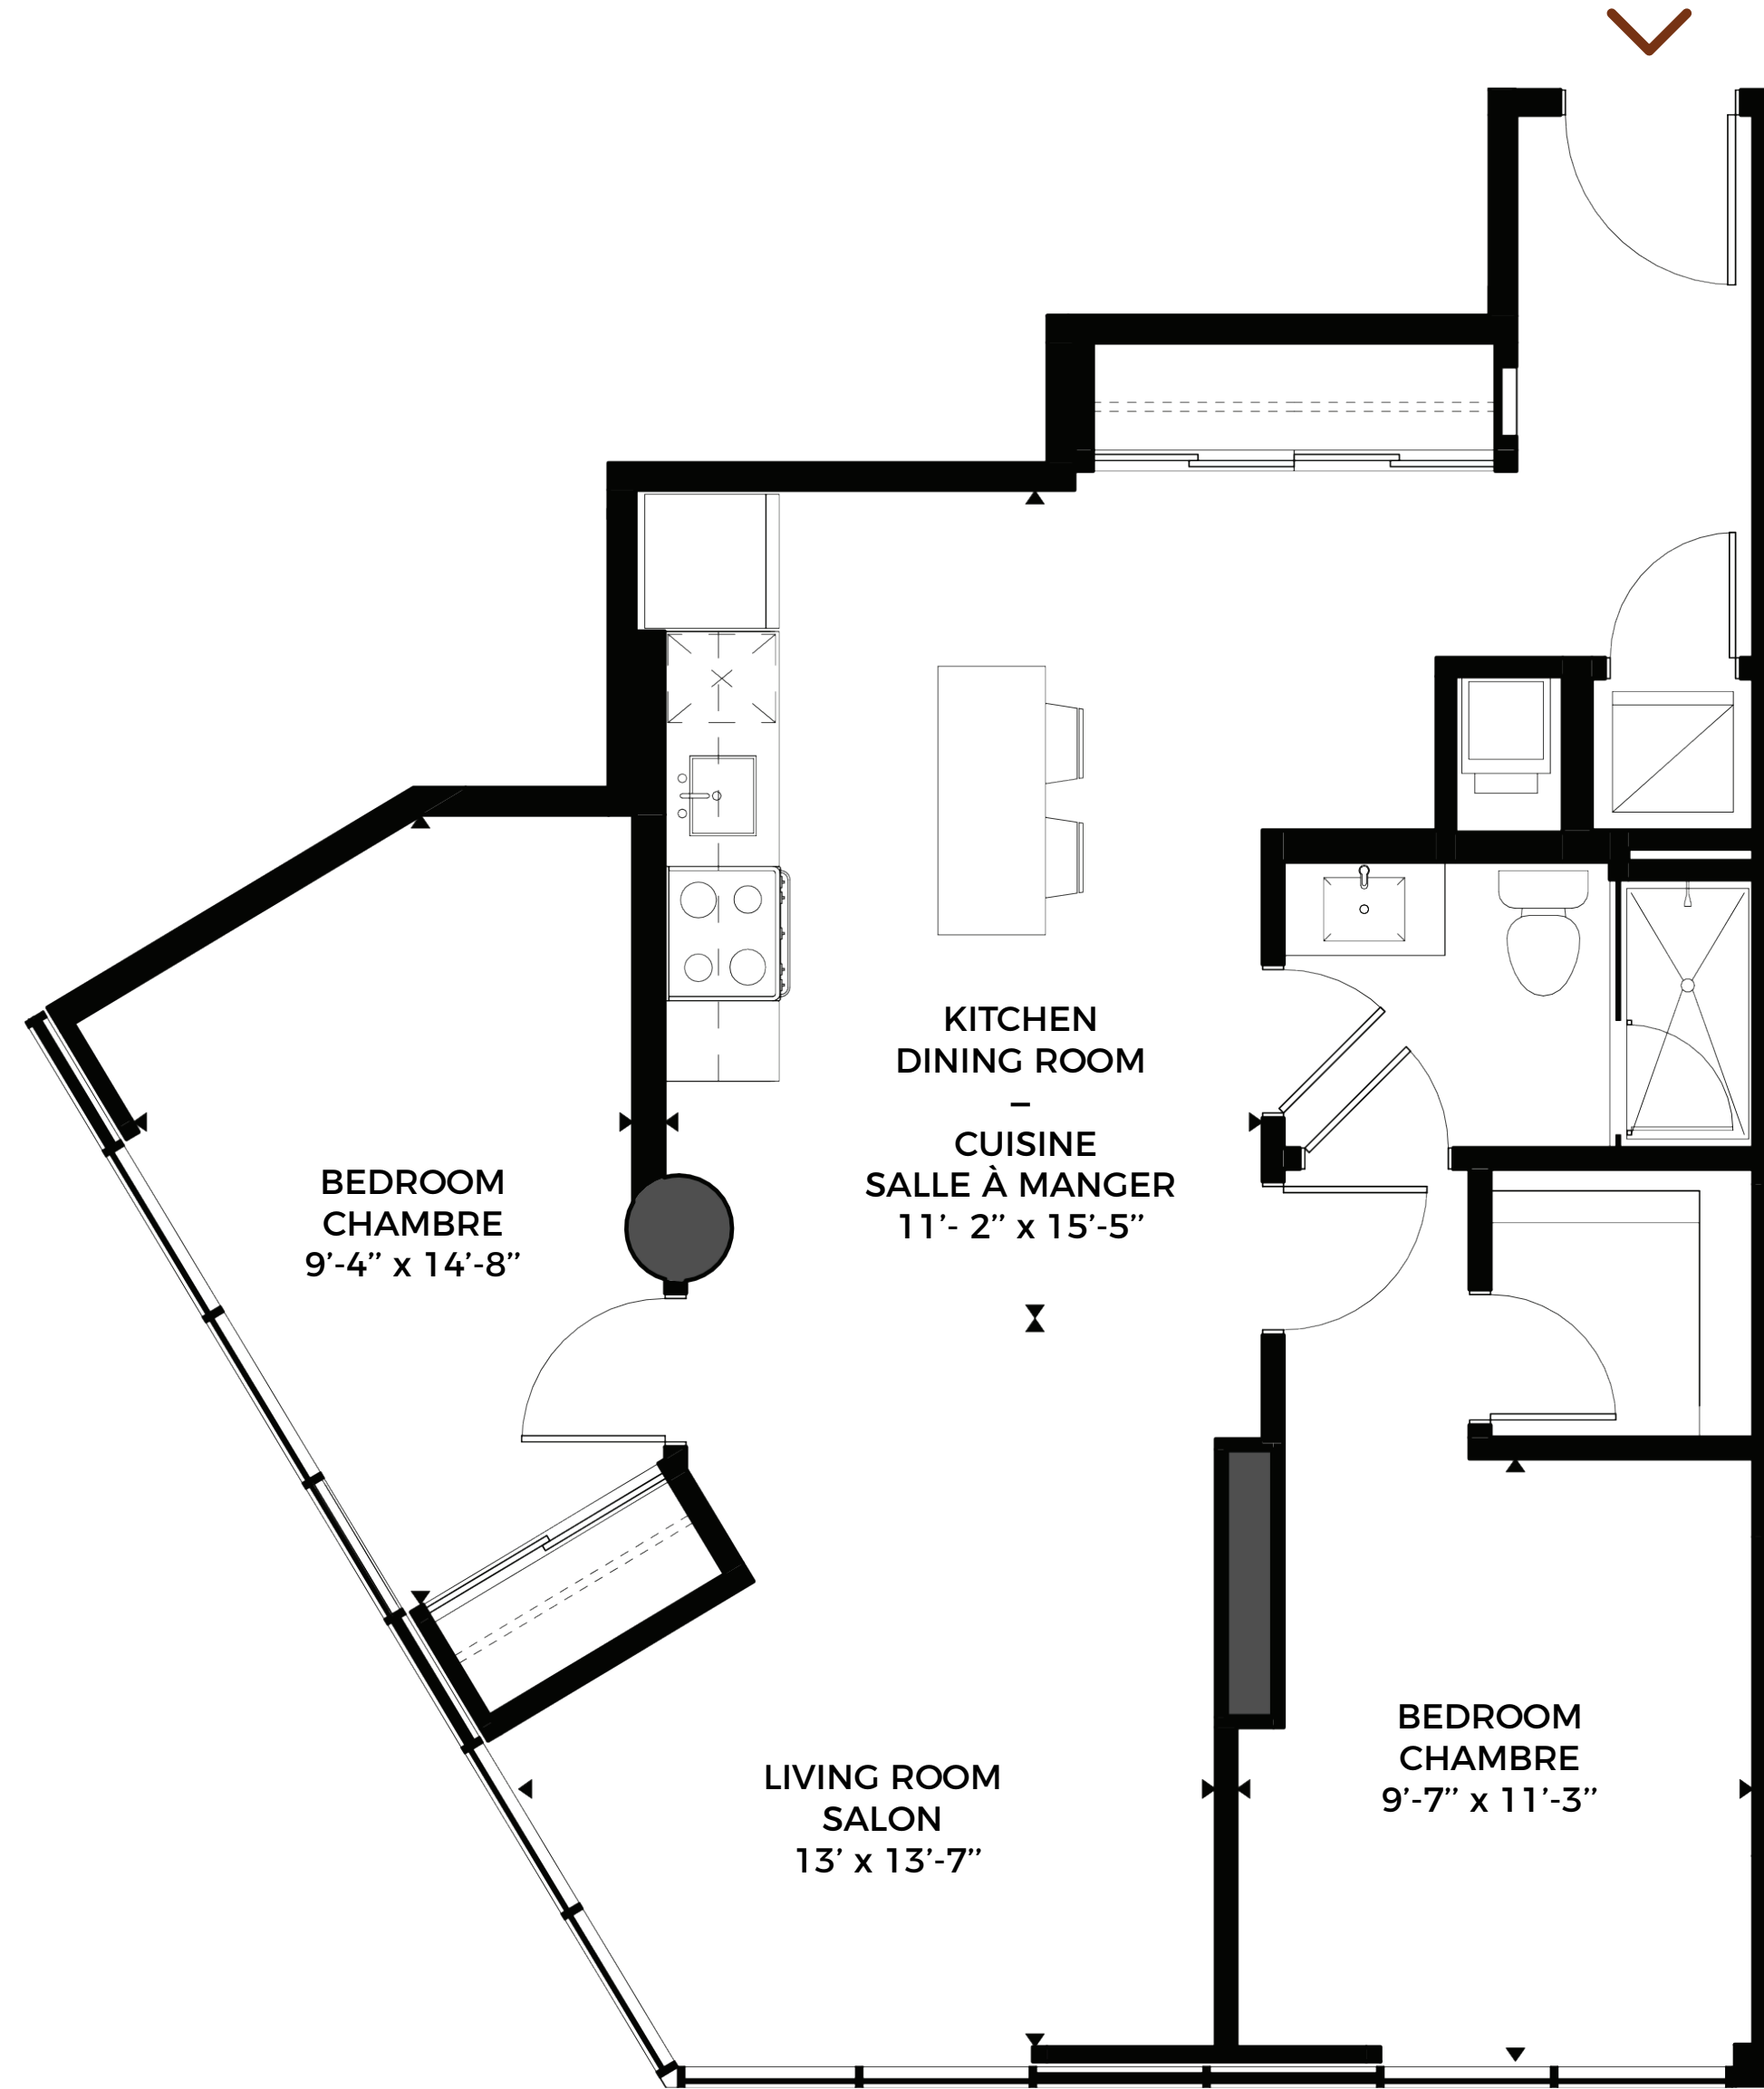 KITCHEN
DINING ROOM
–
CUISINE
SALLE À MANGER
11’- 2’’ x 15’-5’’
BEDROOM
CHAMBRE
9’-4’’ x 14’-8’’
BEDROOM
CHAMBRE
9’-7’’ x 11’-3’’
LIVING ROOM
SALON
13’ x 13’-7’’